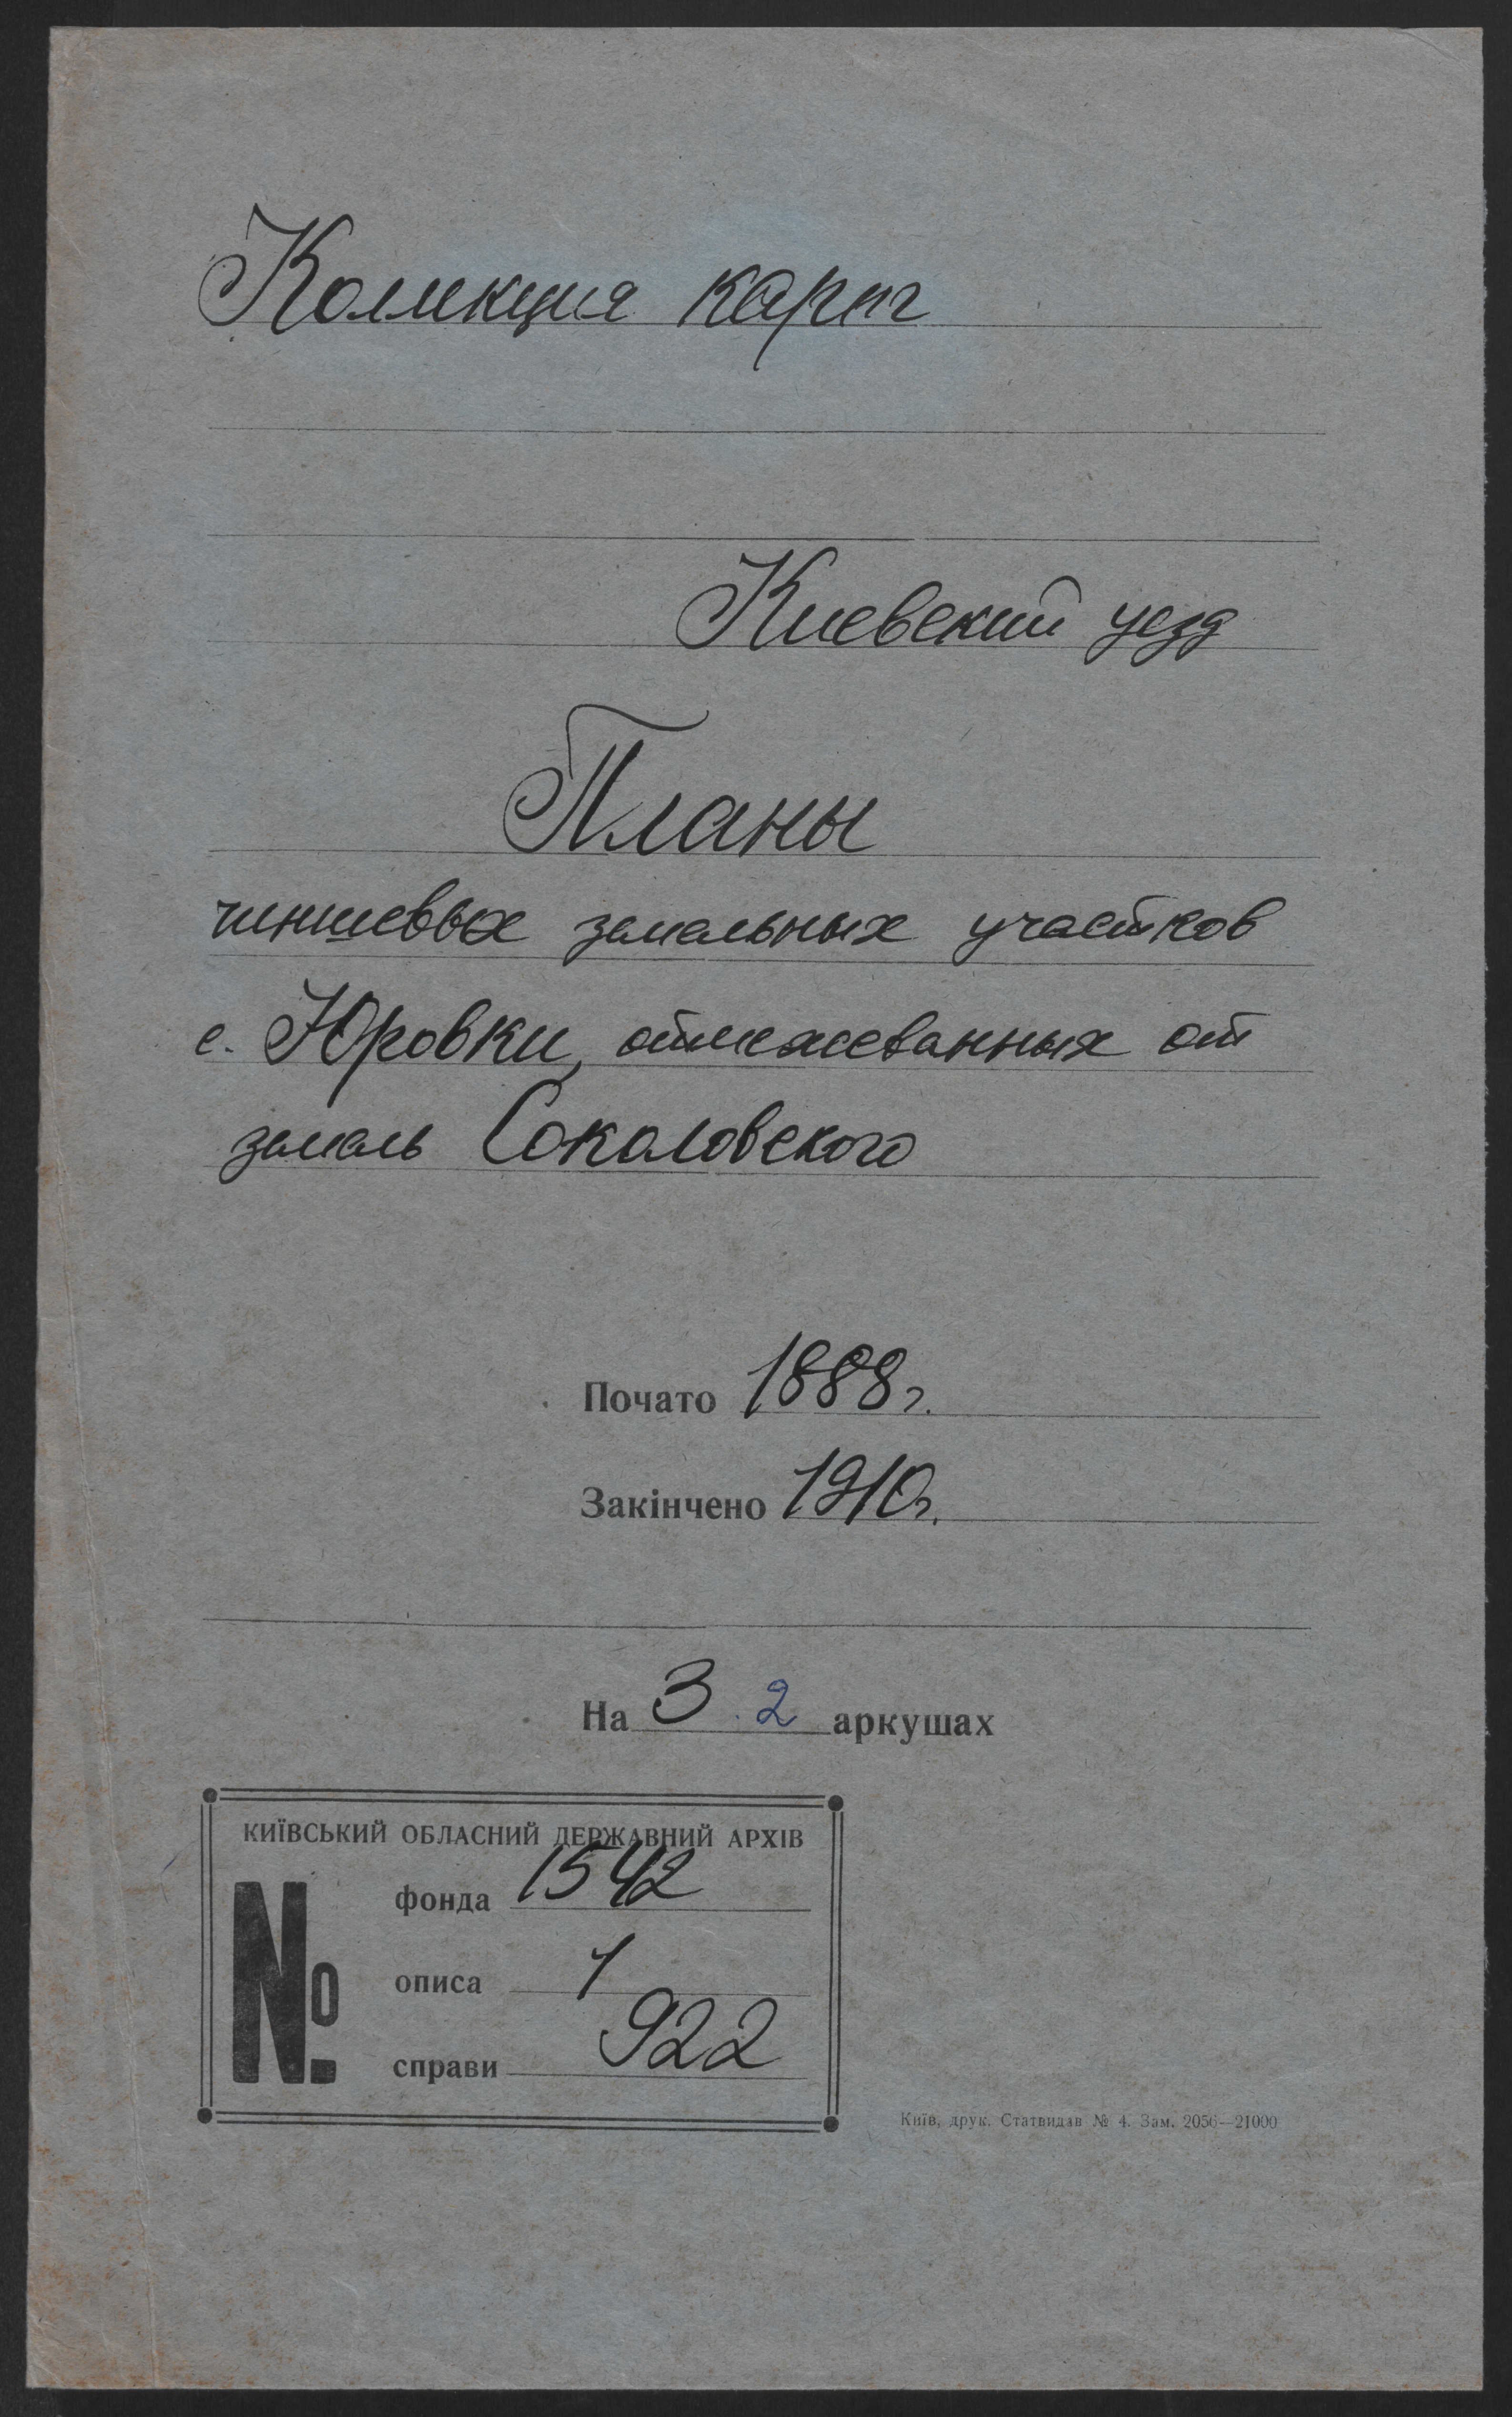 Колекция карт
Киевский уезд
Планы
чиншевых земельных участков
с. Юровки, отмежеванных от
земель Соколовского
Почато 1888 г.
Закінчено 1910 г.
На 3 2 аркушах
КИЇВСЬКИЙ ОБЛАСНИЙ ДЕРЖАВНИЙ АРХІВ
№
фонда 1542
описа 1
справи 922
Київ, друк. Статвидав № 4. Зам. 2056—21000